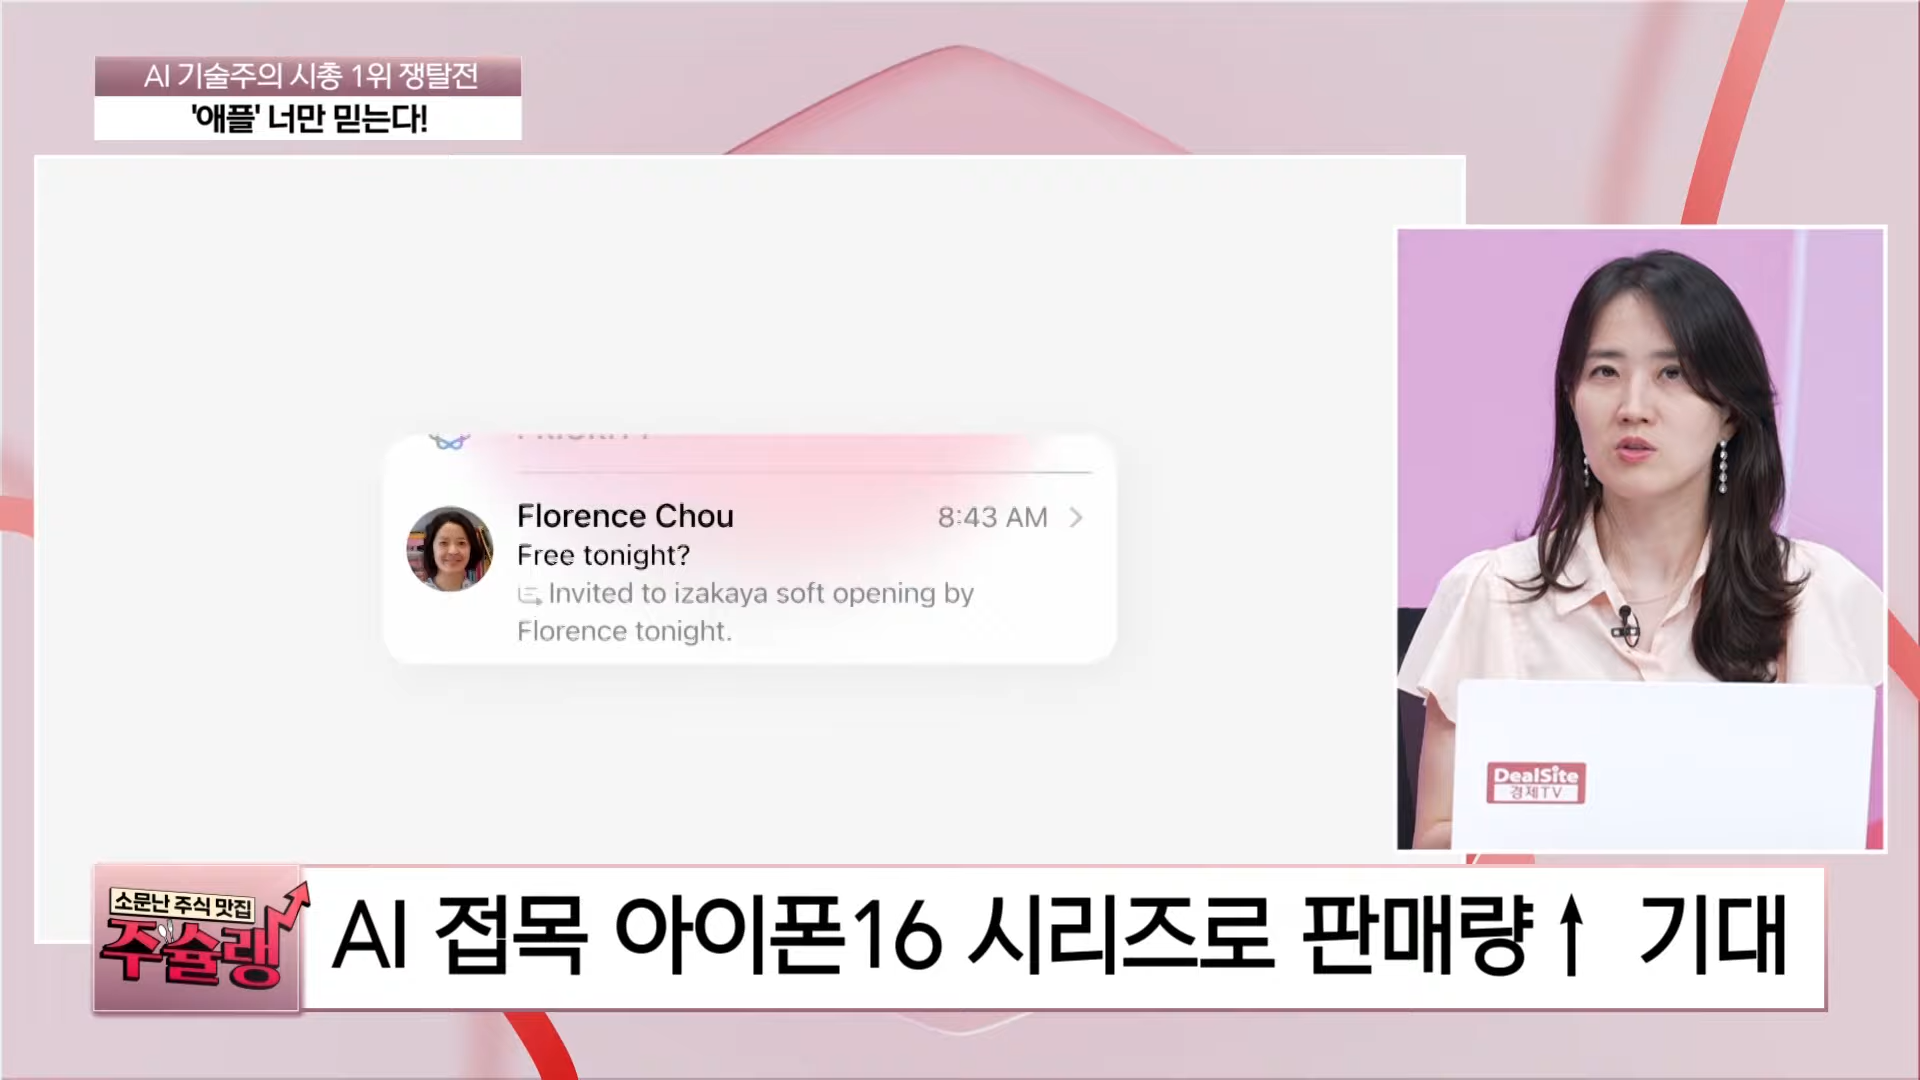 AI 기술주의 시총 1위 쟁탈전
'애플' 너만 믿는다!
PRIORITY
Florence Chou
8:43 AM
Free tonight?
Invited to izakaya soft opening by
Florence tonight.
DealSite
경제TV
소문난 주식 맛집
주슐랭
AI 접목 아이폰16 시리즈로 판매량↑ 기대